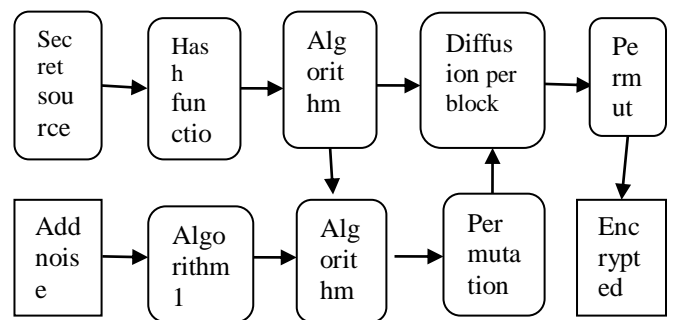 Sec
ret
sou
rce
Has
h
fun
ctio
Alg
orit
hm
Diffus
ion per
block
Pe
rm
ut
Add
nois
e
Algo
rithm
1
Alg
orit
hm
Per
muta
tion
Enc
rypt
ed